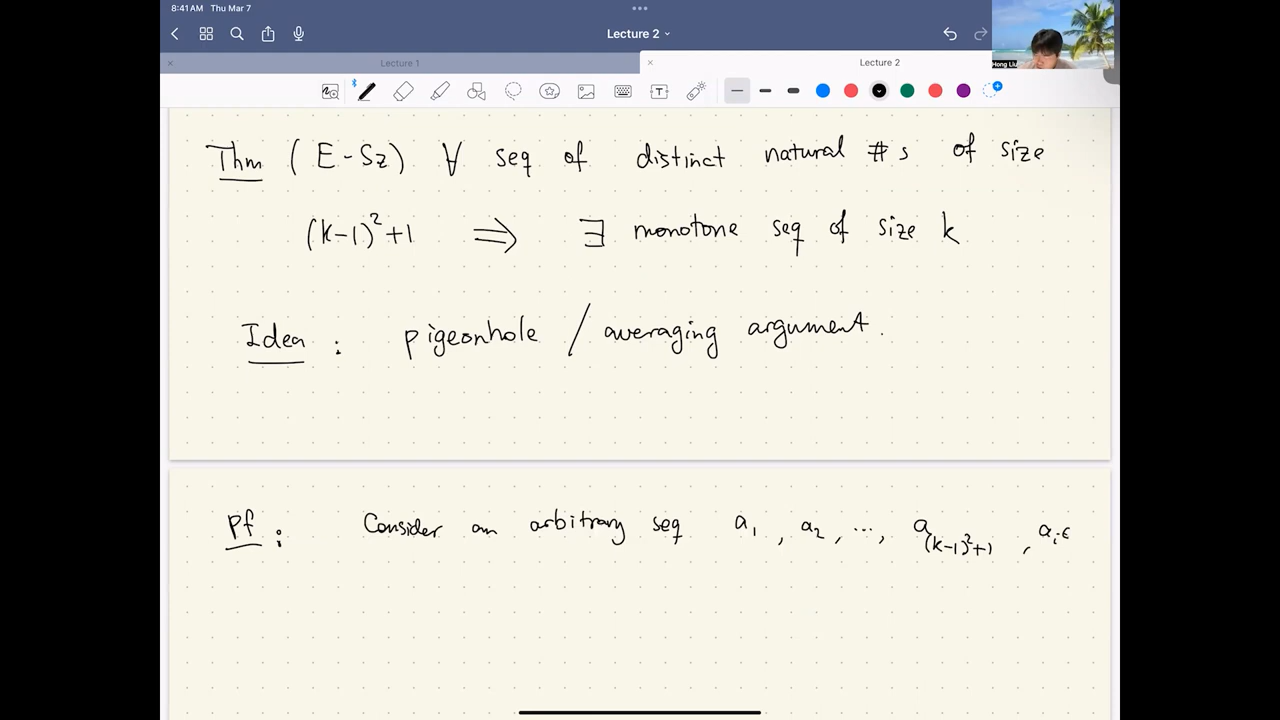 8:41 AM Thu Mar 7
Lecture 2
Lecture 1
Lecture 2
Hong Liu
T
Thm (E-Sz) ∀ seq of distinct natural #s of size
(k-1)²+1 ⇒ ∃ monotone seq of size k
Idea : pigeonhole / averaging argument.
Pf : Consider an arbitrary seq a₁, a₂, ..., a_{(k-1)²+1}, aᵢ∈